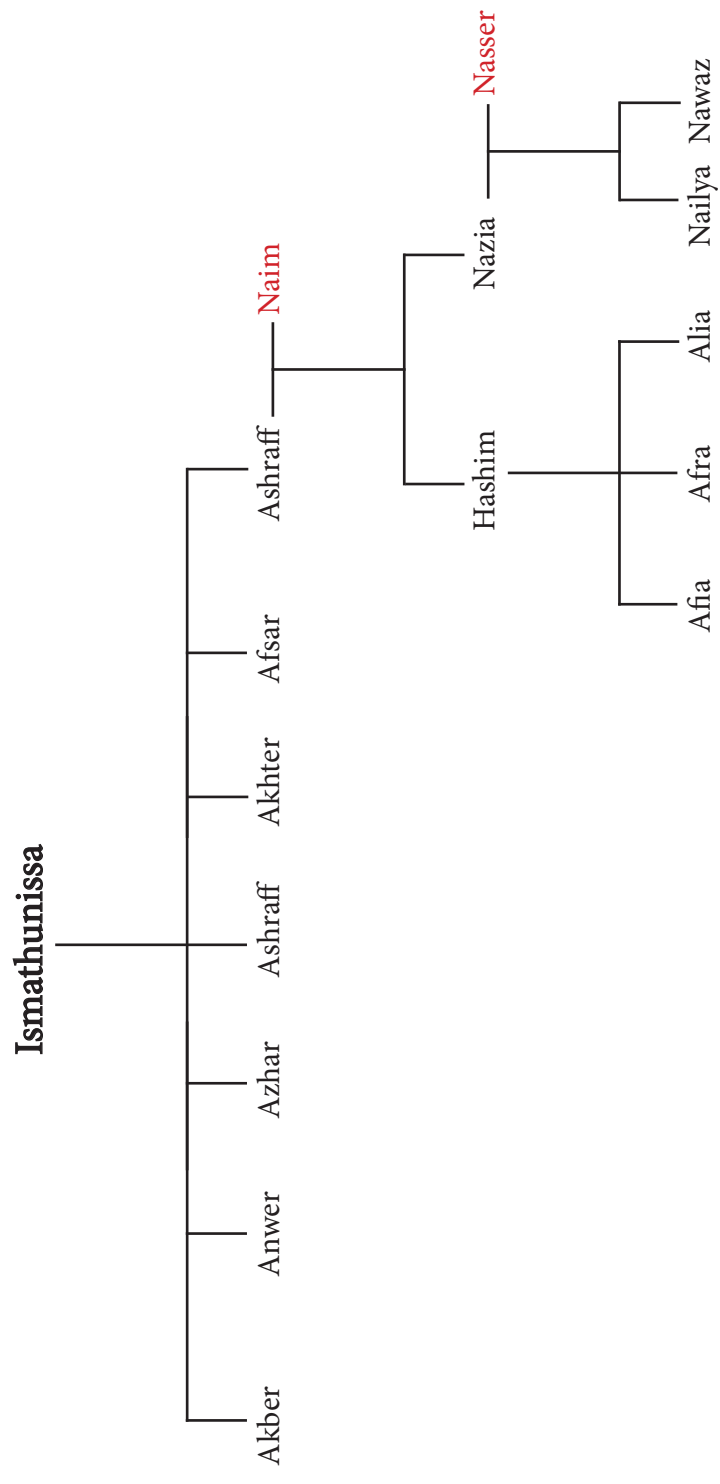 Ismathunissa
Akber Anwer Azhar Ashraff Akhter Afsar Ashraff Naim
Hashim Nazia Nasser
Afia Afra Alia Nailya Nawaz